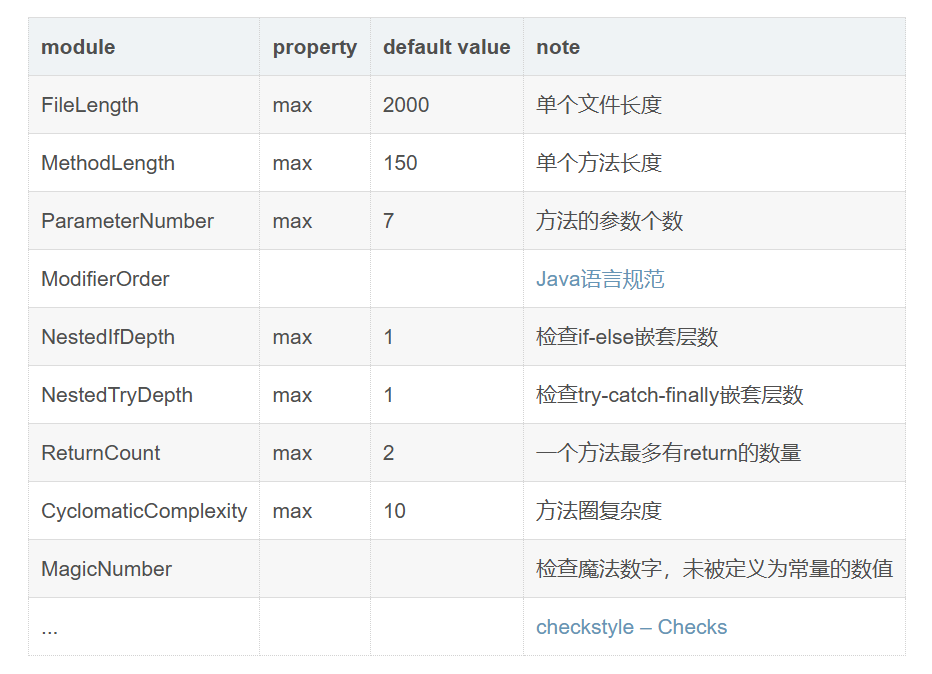 module property default value note
FileLength max 2000 单个文件长度
MethodLength max 150 单个方法长度
ParameterNumber max 7 方法的参数个数
ModifierOrder Java语言规范
NestedIfDepth max 1 检查if-else嵌套层数
NestedTryDepth max 1 检查try-catch-finally嵌套层数
ReturnCount max 2 一个方法最多有return的数量
CyclomaticComplexity max 10 方法圈复杂度
MagicNumber 检查魔法数字，未被定义为常量的数值
... checkstyle – Checks